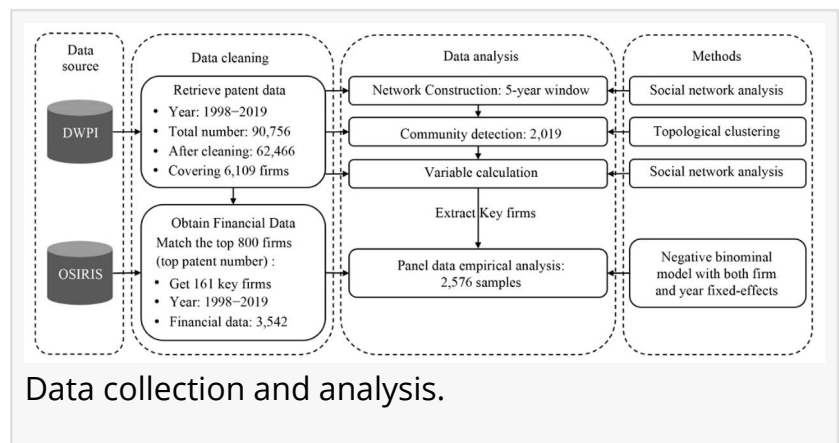 Data
source
Data cleaning
Data analysis
Methods
DWPI
Retrieve patent data
• Year: 1998−2019
• Total number: 90,756
• After cleaning: 62,466
• Covering 6,109 firms
Network Construction: 5-year window
Social network analysis
Community detection: 2,019
Topological clustering
Variable calculation
Social network analysis
Extract Key firms
OSIRIS
Obtain Financial Data
Match the top 800 firms
(top patent number) :
• Get 161 key firms
• Year: 1998−2019
• Financial data: 3,542
Panel data empirical analysis:
2,576 samples
Negative binominal
model with both firm
and year fixed-effects
Data collection and analysis.